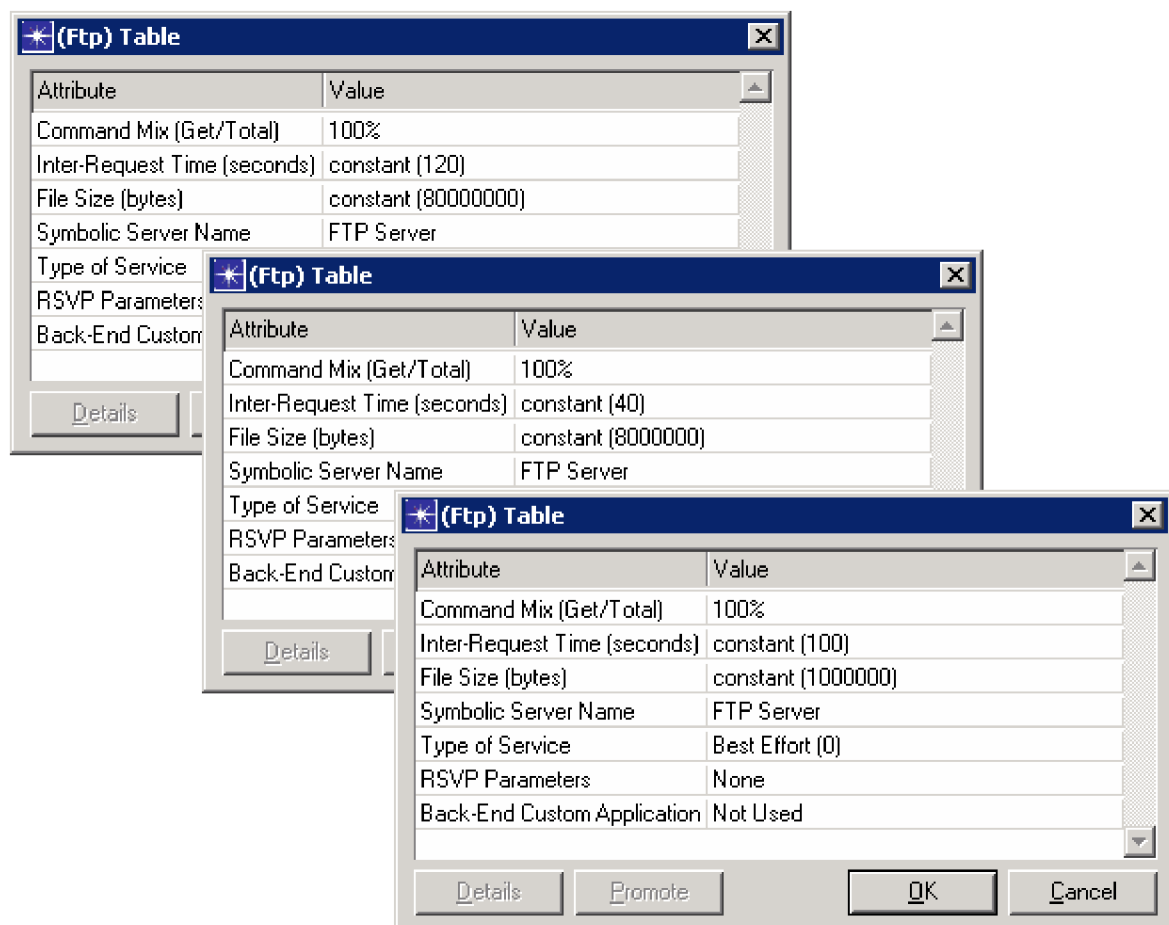 (Ftp) Table
Attribute Value
Command Mix (Get/Total) 100%
Inter-Request Time (seconds) constant (120)
File Size (bytes) constant (80000000)
Symbolic Server Name FTP Server
Type of Service
RSVP Parameters
Back-End Custom
Details
(Ftp) Table
Attribute Value
Command Mix (Get/Total) 100%
Inter-Request Time (seconds) constant (40)
File Size (bytes) constant (8000000)
Symbolic Server Name FTP Server
Type of Service
RSVP Parameters
Back-End Custom
Details
(Ftp) Table
Attribute Value
Command Mix (Get/Total) 100%
Inter-Request Time (seconds) constant (100)
File Size (bytes) constant (1000000)
Symbolic Server Name FTP Server
Type of Service Best Effort (0)
RSVP Parameters None
Back-End Custom Application Not Used
Details Promote OK Cancel